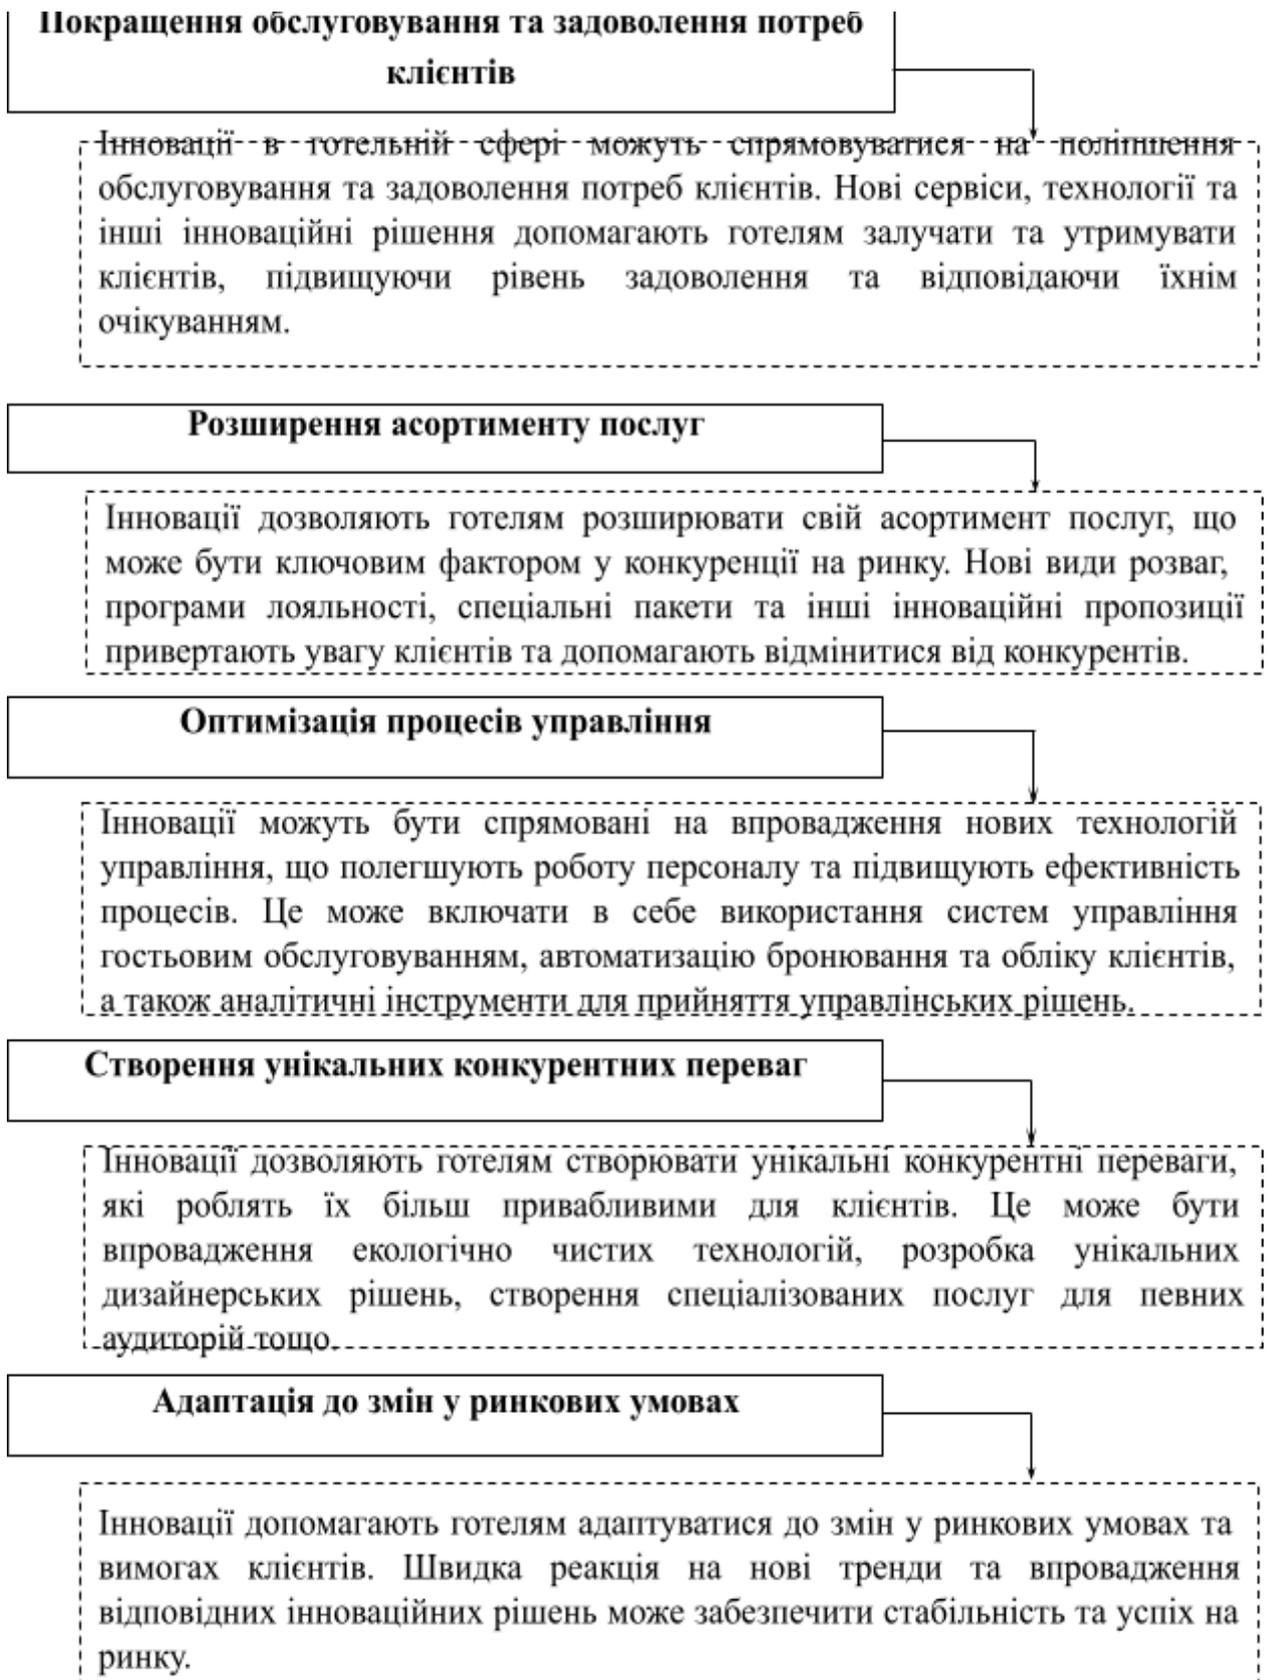 Покращення обслуговування та задоволення потреб
клієнтів
Інновації в готельній сфері можуть спрямовуватися на поліпшення
обслуговування та задоволення потреб клієнтів. Нові сервіси, технології та
інші інноваційні рішення допомагають готелям залучати та утримувати
клієнтів, підвищуючи рівень задоволення та відповідаючи їхнім
очікуванням.
Розширення асортименту послуг
Інновації дозволяють готелям розширювати свій асортимент послуг, що
може бути ключовим фактором у конкуренції на ринку. Нові види розваг,
програми лояльності, спеціальні пакети та інші інноваційні пропозиції
привертають увагу клієнтів та допомагають відмінитися від конкурентів.
Оптимізація процесів управління
Інновації можуть бути спрямовані на впровадження нових технологій
управління, що полегшують роботу персоналу та підвищують ефективність
процесів. Це може включати в себе використання систем управління
гостьовим обслуговуванням, автоматизацію бронювання та обліку клієнтів,
а також аналітичні інструменти для прийняття управлінських рішень.
Створення унікальних конкурентних переваг
Інновації дозволяють готелям створювати унікальні конкурентні переваги,
які роблять їх більш привабливими для клієнтів. Це може бути
впровадження екологічно чистих технологій, розробка унікальних
дизайнерських рішень, створення спеціалізованих послуг для певних
аудиторій тощо.
Адаптація до змін у ринкових умовах
Інновації допомагають готелям адаптуватися до змін у ринкових умовах та
вимогах клієнтів. Швидка реакція на нові тренди та впровадження
відповідних інноваційних рішень може забезпечити стабільність та успіх на
ринку.